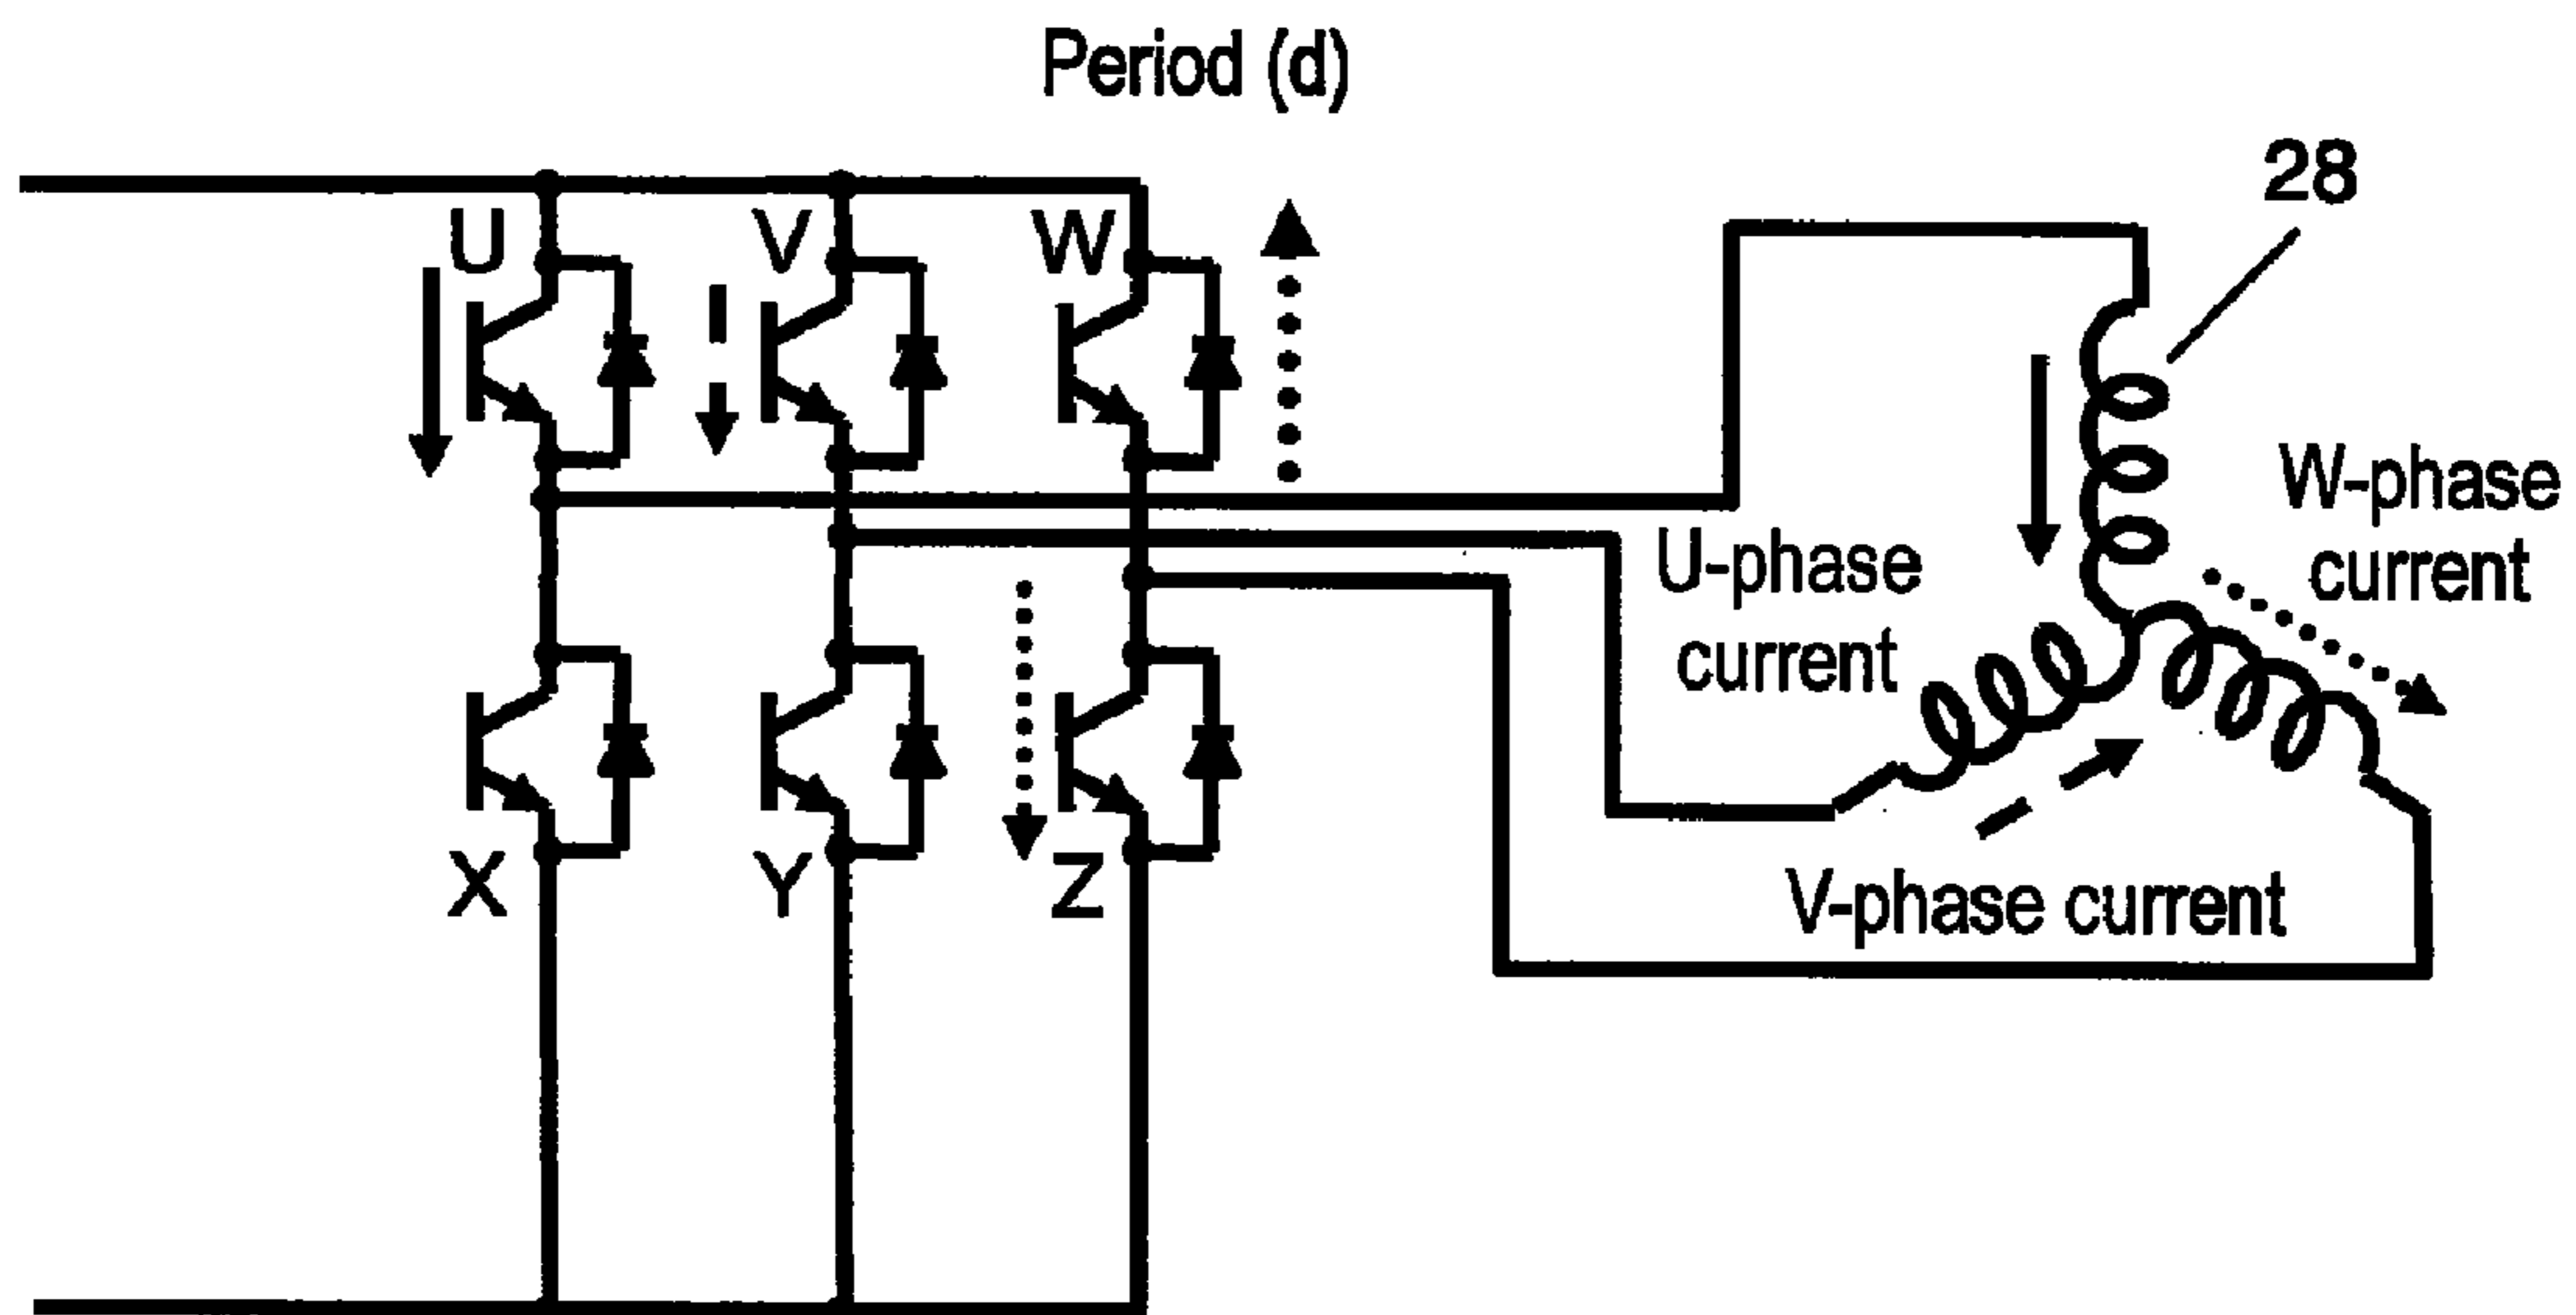 Period (d)
28
U
V
W
W-phase
current
U-phase
current
X
Y
Z
V-phase current